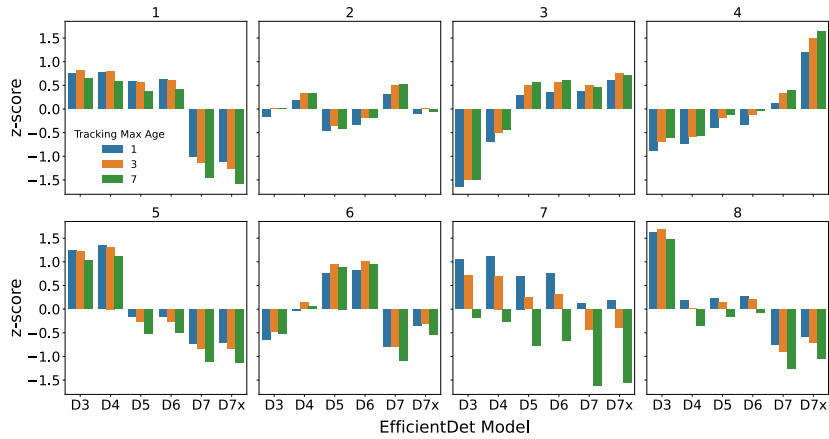 1 2 3 4
1.5
1.0
0.5
0.0
−0.5
−1.0
−1.5
z-score
Tracking Max Age
1
3
7
5 6 7 8
1.5
1.0
0.5
0.0
−0.5
−1.0
−1.5
z-score
D3 D4 D5 D6 D7 D7x D3 D4 D5 D6 D7 D7x D3 D4 D5 D6 D7 D7x D3 D4 D5 D6 D7 D7x
EfficientDet Model